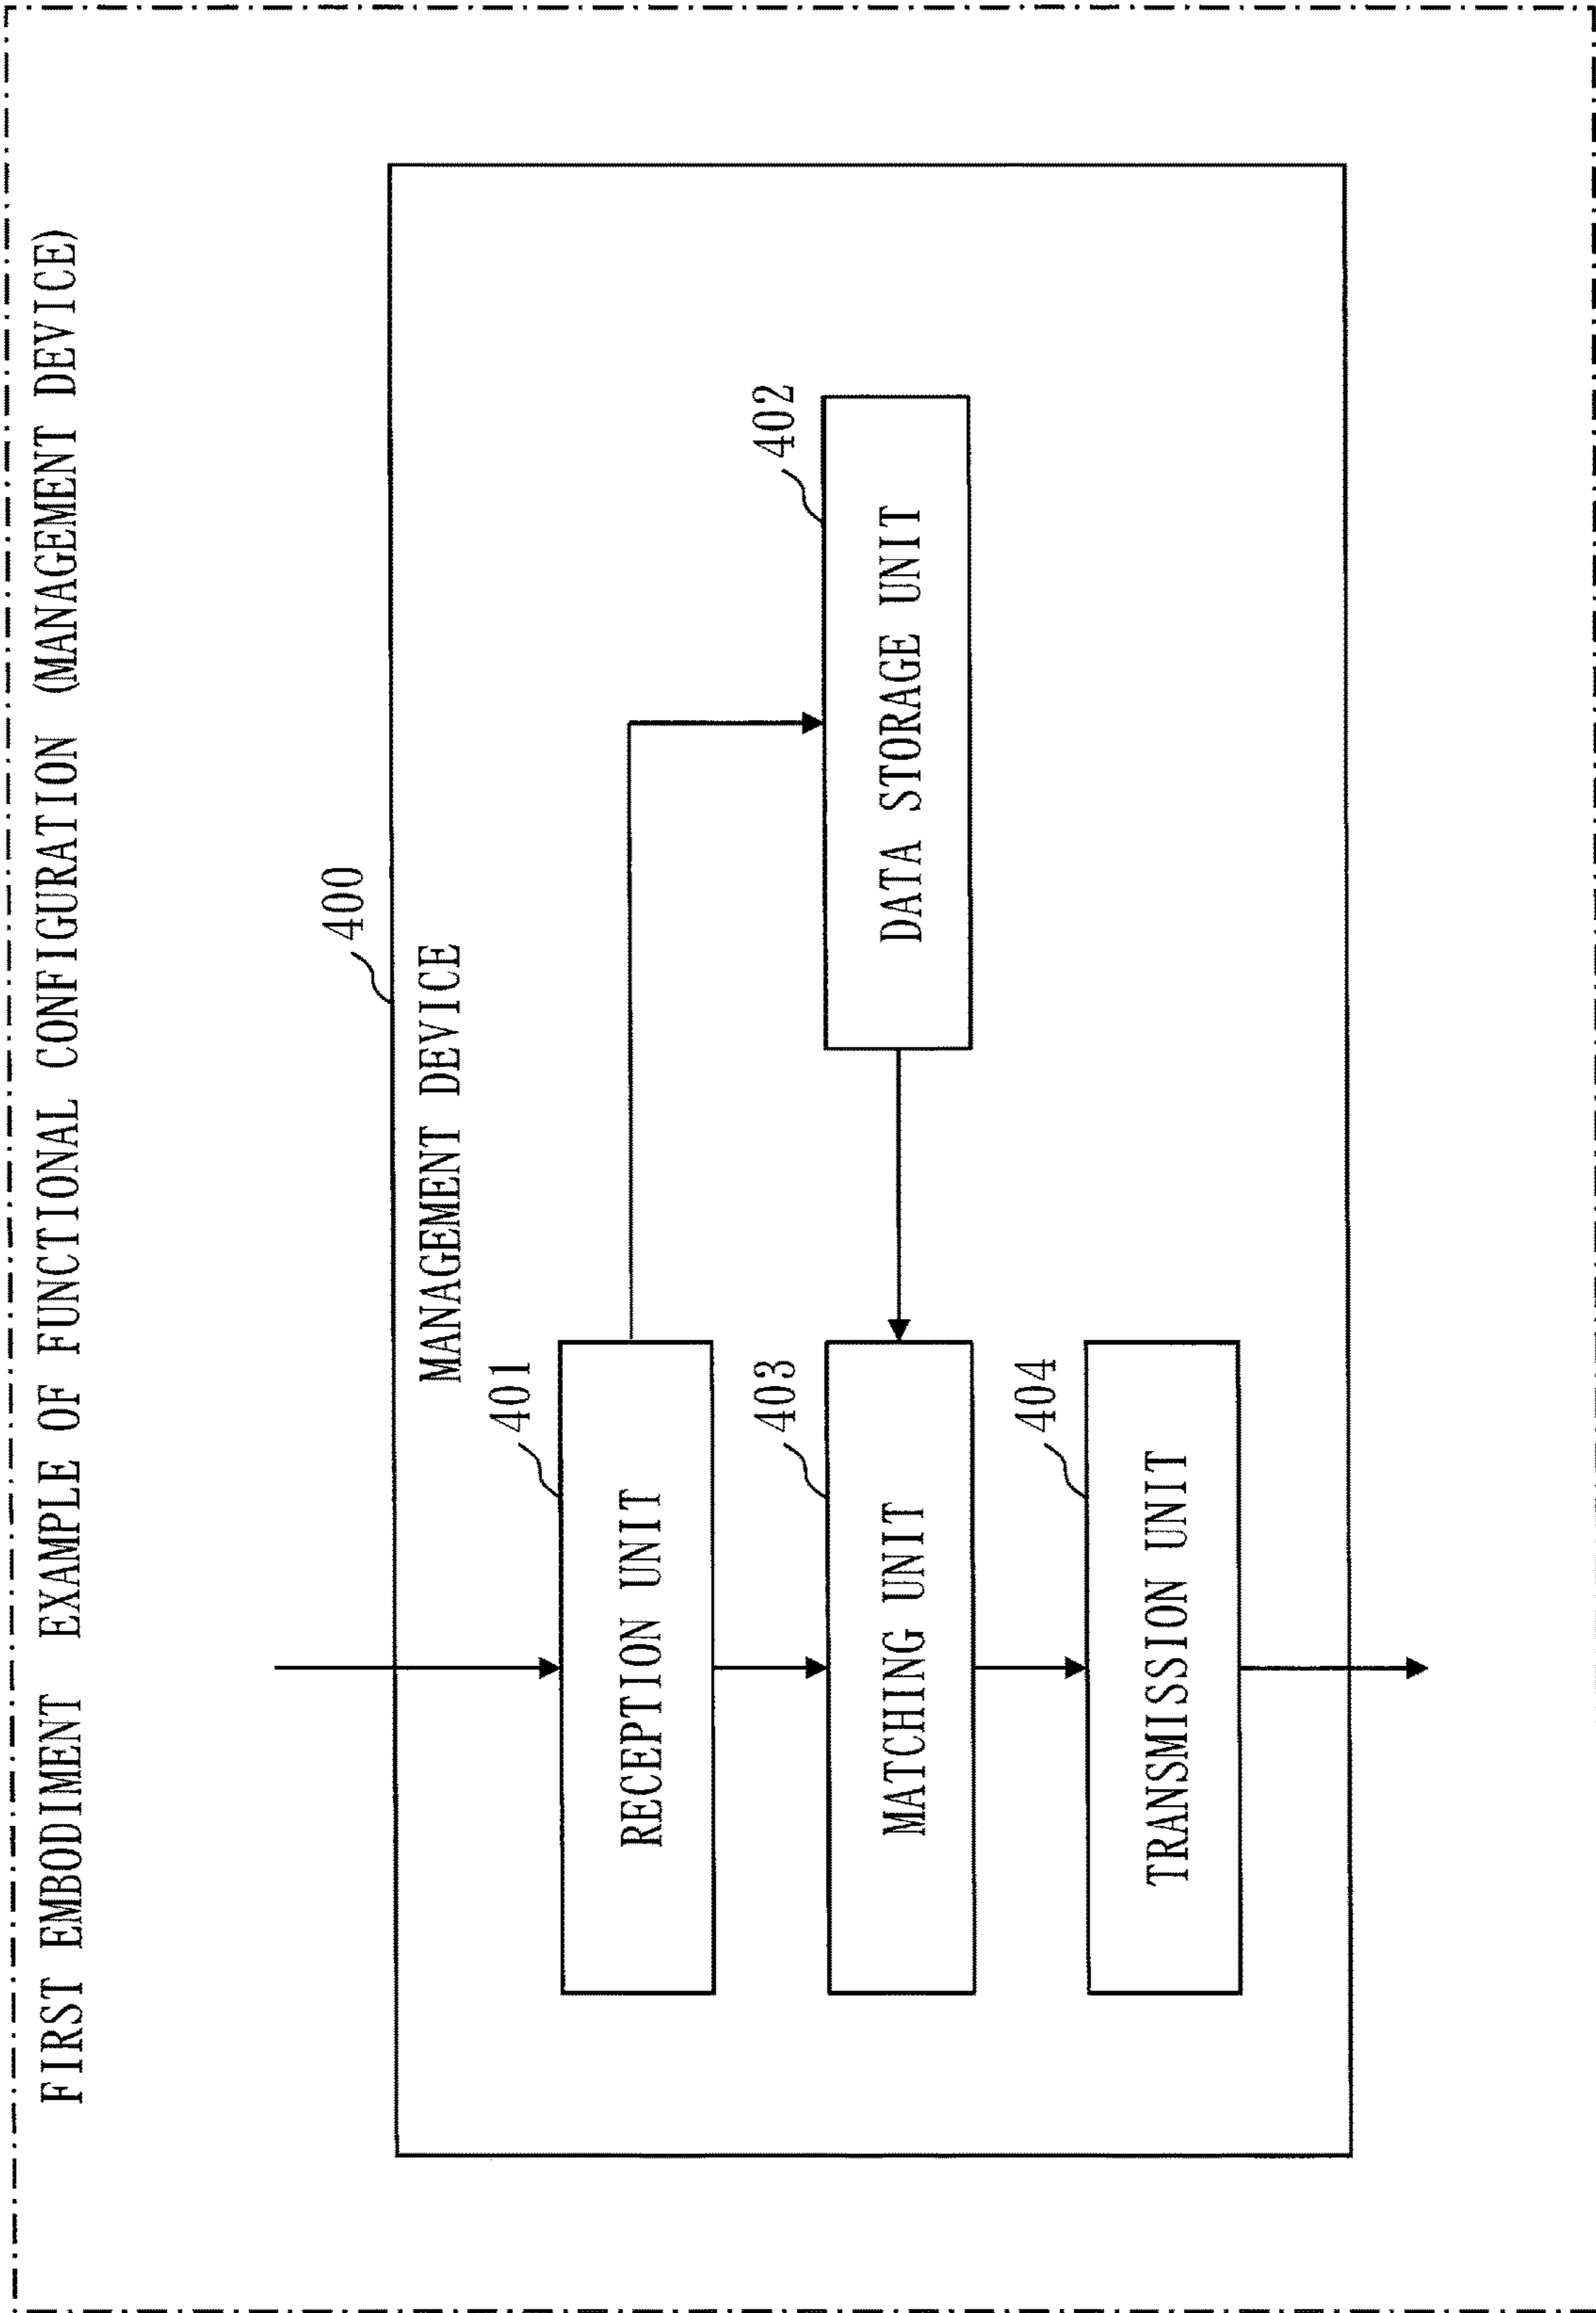 FIRST EMBODIMENT EXAMPLE OF FUNCTIONAL CONFIGURATION (MANAGEMENT DEVICE)
400
MANAGEMENT DEVICE
401
RECEPTION UNIT
402
DATA STORAGE UNIT
403
MATCHING UNIT
404
TRANSMISSION UNIT